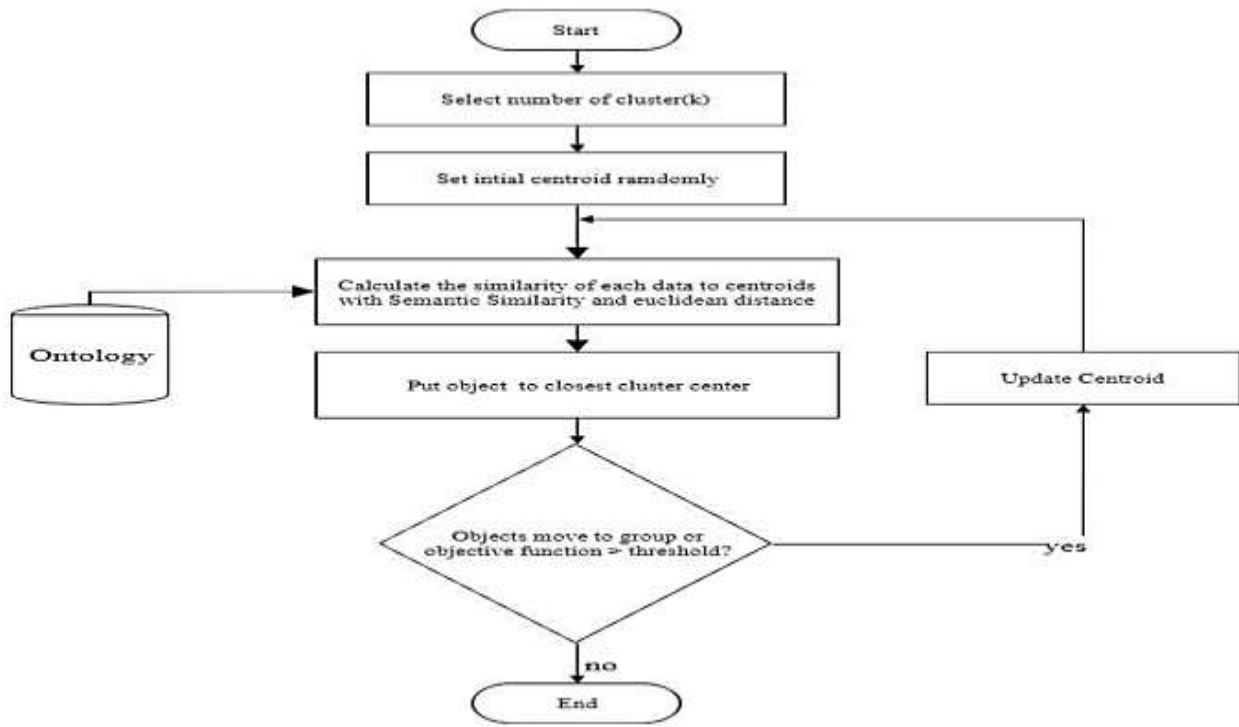 Start
Select number of cluster(k)
Set intial centroid ramdomly
Calculate the similarity of each data to centroids
with Semantic Similarity and euclidean distance
Ontology
Put object to closest cluster center
Update Centroid
Objects move to group or
objective function > threshold?
yes
no
End